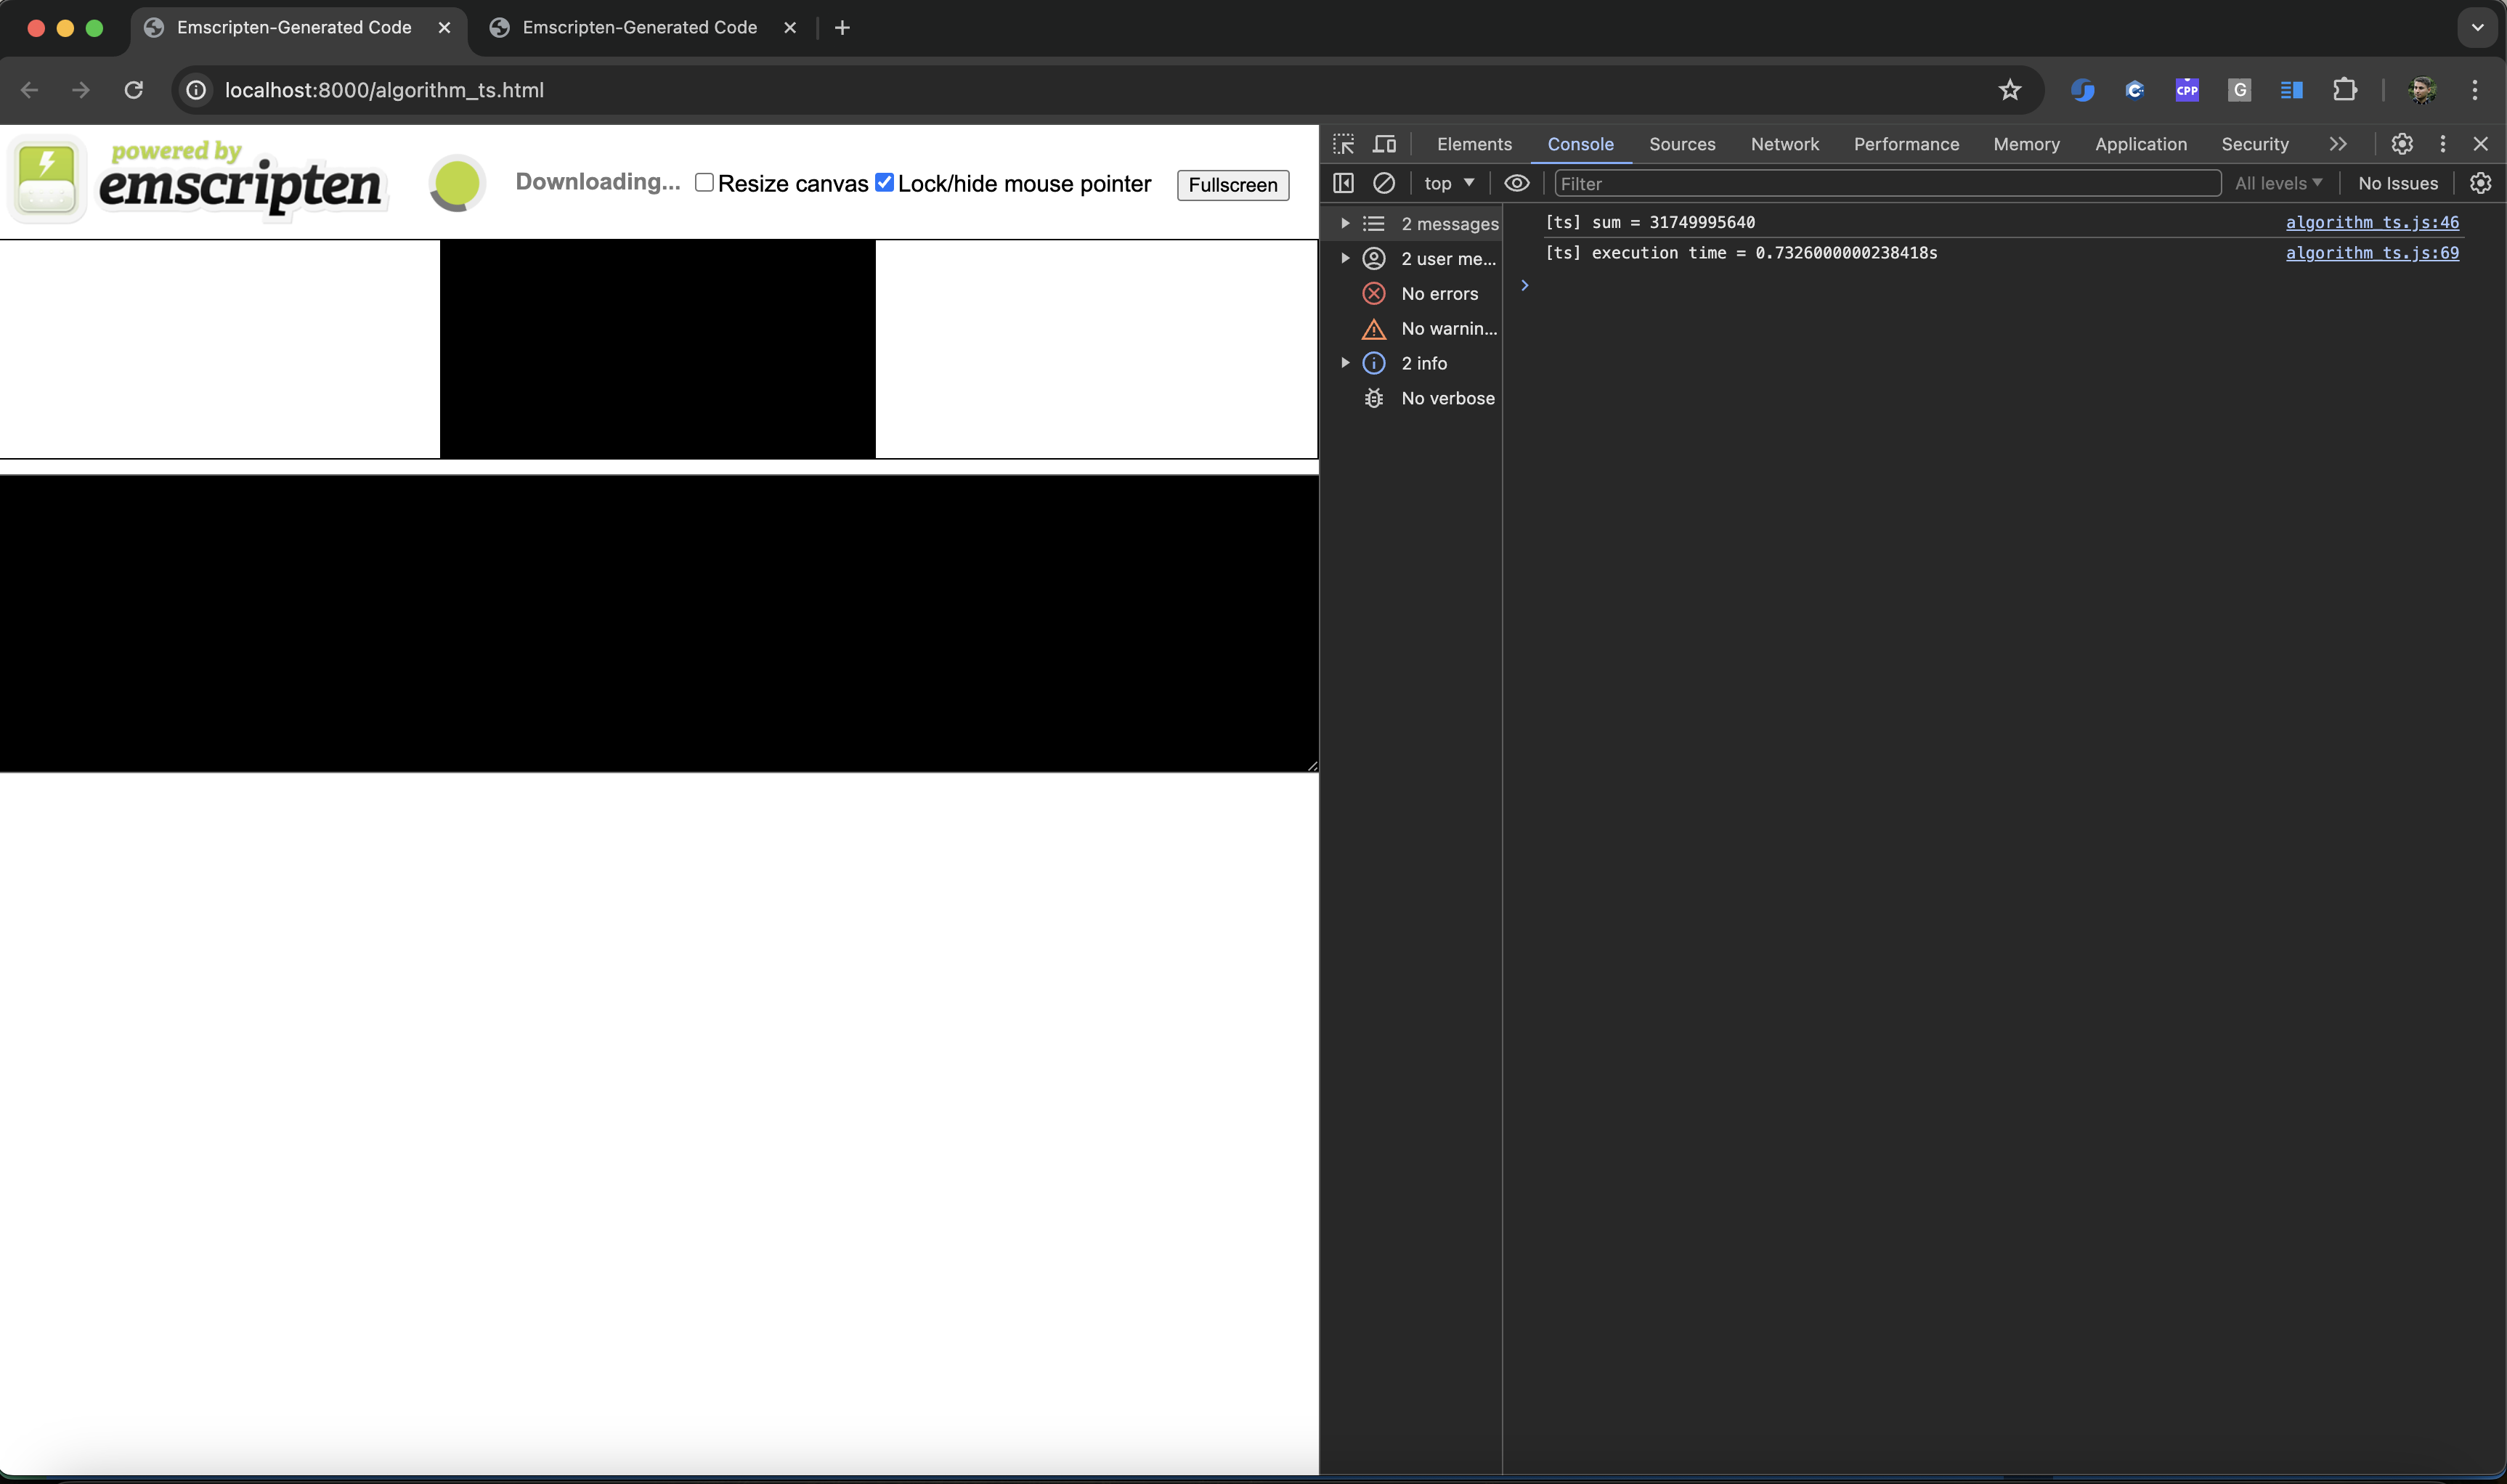 Emscripten-Generated Code
Emscripten-Generated Code
localhost:8000/algorithm_ts.html
CPP
G
powered by
emscripten
Downloading...
Resize canvas
Lock/hide mouse pointer
Fullscreen
Elements
Console
Sources
Network
Performance
Memory
Application
Security
top
Filter
All levels
No Issues
2 messages
2 user me...
No errors
No warnin...
2 info
No verbose
[ts] sum = 31749995640
algorithm_ts.js:46
[ts] execution time = 0.7326000000238418s
algorithm_ts.js:69